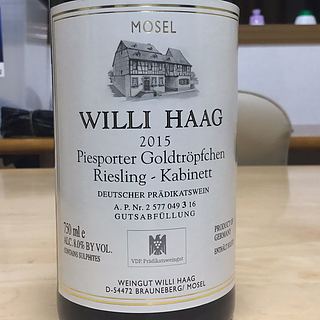 MOSEL
WILLI HAAG
2015
Piesporter Goldtröpfchen
Riesling - Kabinett
DEUTSCHER PRÄDIKATSWEIN
A. P. Nr. 2 577 049 3 16
GUTSABFÜLLUNG
750 ml e
ALC. 8.0% BY VOL.
CONTAINS SULPHITES
VDP. Prädikatsweingut
PRODUCT OF
GERMANY
WEINGUT WILLI HAAG
D-54472 BRAUNEBERG/ MOSEL